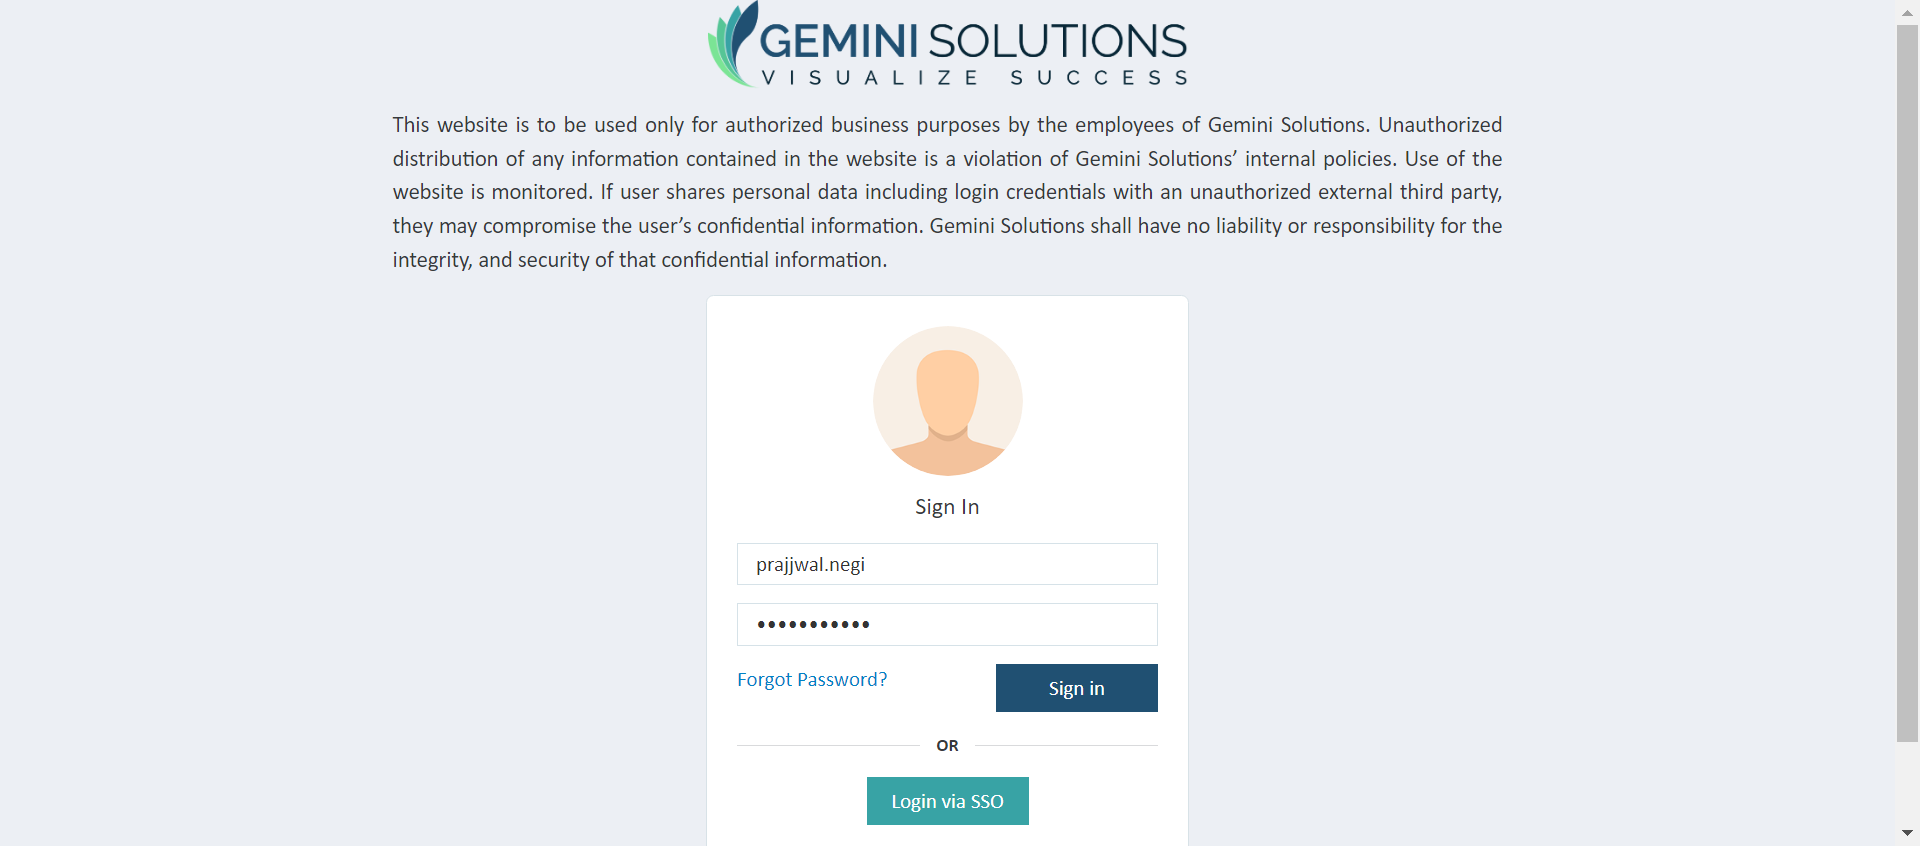 GEMINI SOLUTIONS
VISUALIZE SUCCESS
This website is to be used only for authorized business purposes by the employees of Gemini Solutions. Unauthorized
distribution of any information contained in the website is a violation of Gemini Solutions’ internal policies. Use of the
website is monitored. If user shares personal data including login credentials with an unauthorized external third party,
they may compromise the user’s confidential information. Gemini Solutions shall have no liability or responsibility for the
integrity, and security of that confidential information.
Sign In
prajjwal.negi
•••••••••••
Forgot Password?
Sign in
OR
Login via SSO